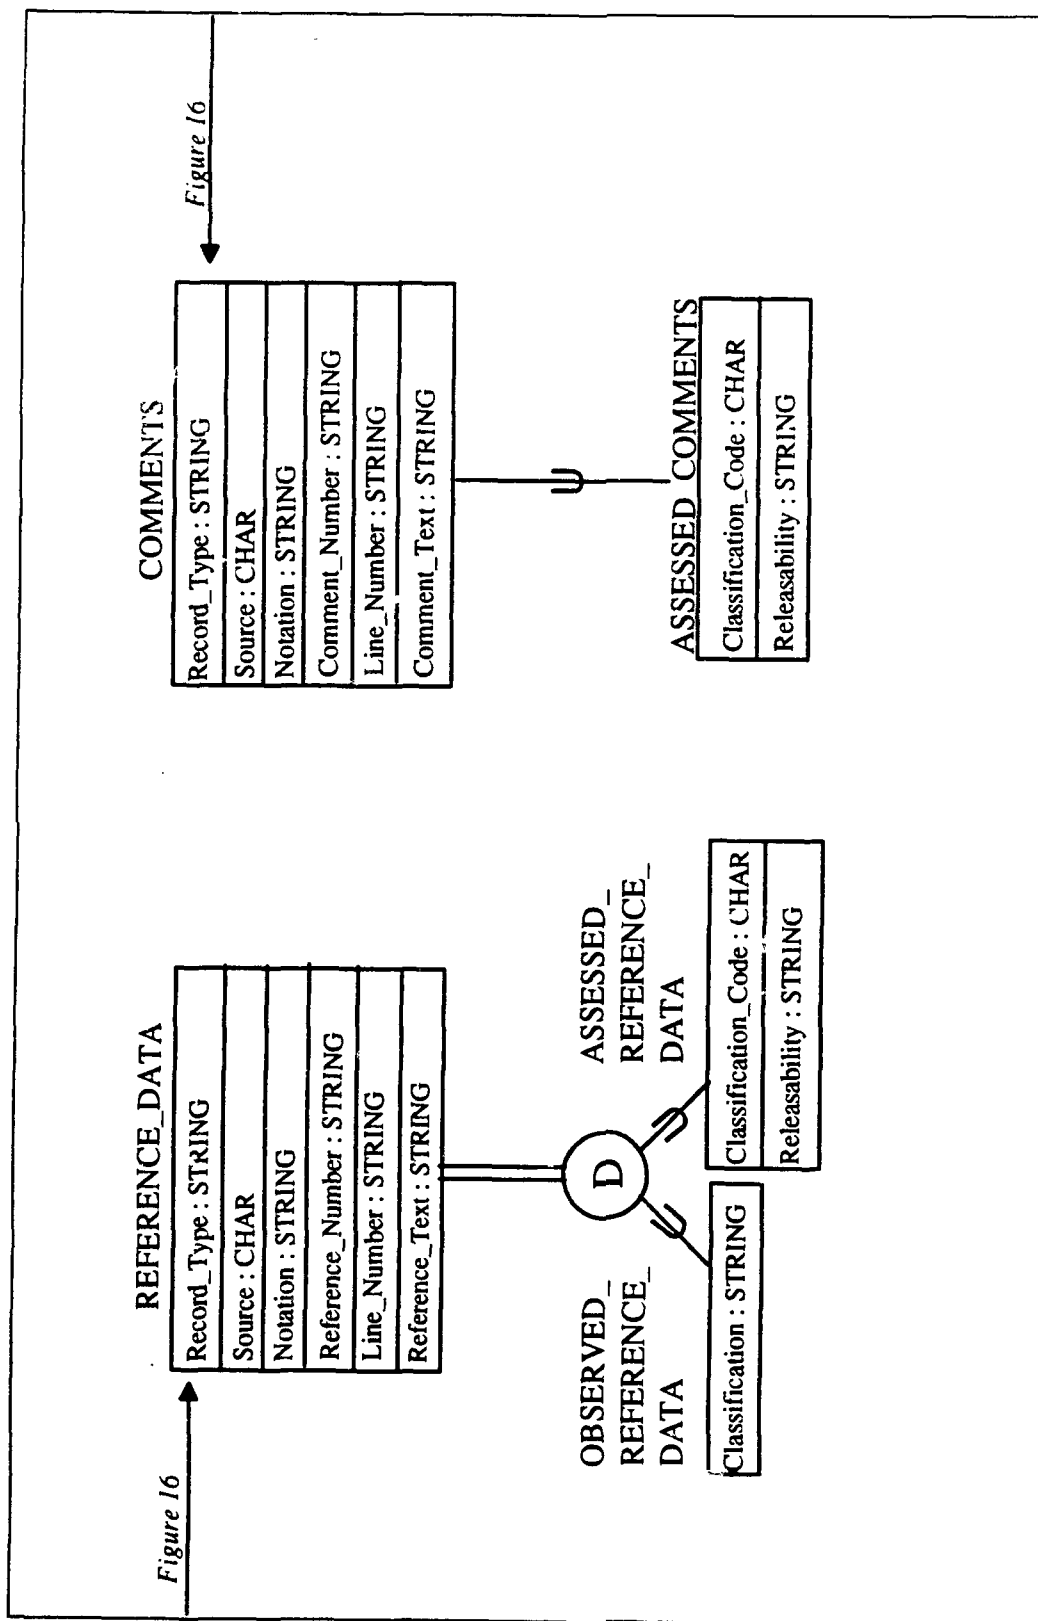 Figure 16
REFERENCE_DATA
Record_Type : STRING
Source : CHAR
Notation : STRING
Reference_Number : STRING
Line_Number : STRING
Reference_Text : STRING
D
OBSERVED_
REFERENCE_
DATA
Classification : STRING
ASSESSED_
REFERENCE_
DATA
Classification_Code : CHAR
Releasability : STRING
Figure 16
COMMENTS
Record_Type : STRING
Source : CHAR
Notation : STRING
Comment_Number : STRING
Line_Number : STRING
Comment_Text : STRING
ASSESSED COMMENTS
Classification_Code : CHAR
Releasability : STRING